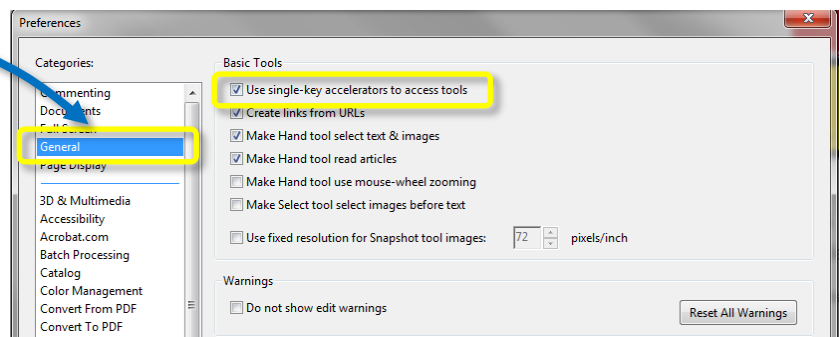 Preferences
Categories:
Commenting
Documents
Full Screen
General
Page Display
3D & Multimedia
Accessibility
Acrobat.com
Batch Processing
Catalog
Color Management
Convert From PDF
Convert To PDF
Basic Tools
Use single-key accelerators to access tools
Create links from URLs
Make Hand tool select text & images
Make Hand tool read articles
Make Hand tool use mouse-wheel zooming
Make Select tool select images before text
Use fixed resolution for Snapshot tool images: 72 pixels/inch
Warnings
Do not show edit warnings
Reset All Warnings